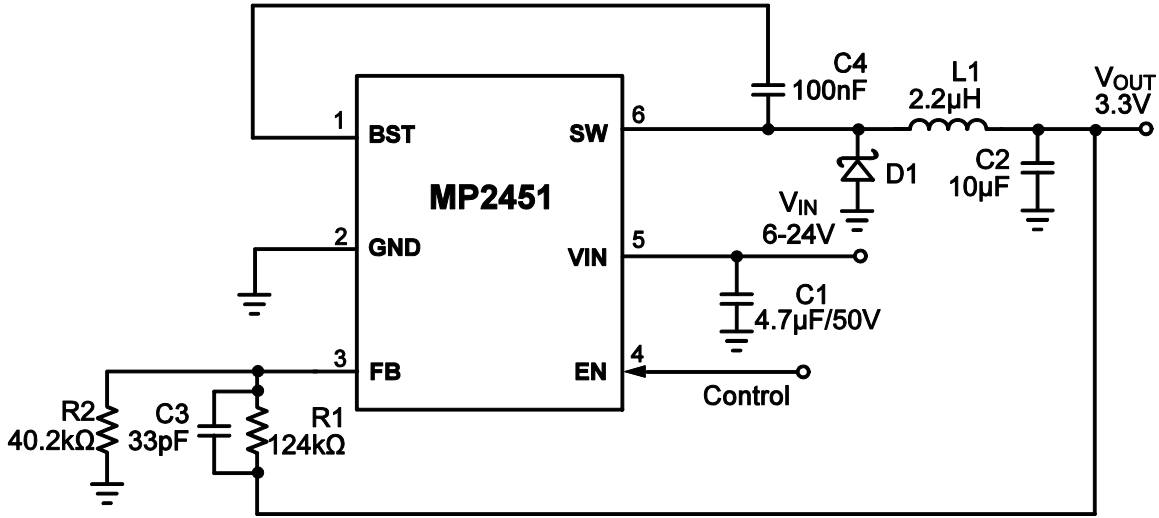 C4
100nF
L1
2.2µH
VOUT
3.3V
1
BST
SW
6
MP2451
D1
C2
10µF
2
GND
VIN
5
VIN
6-24V
C1
4.7µF/50V
3
FB
EN
4
Control
R2
40.2kΩ
C3
33pF
R1
124kΩ